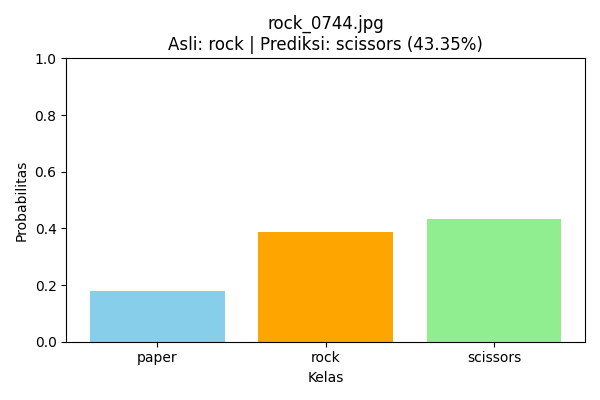 rock_0744.jpg
Asli: rock | Prediksi: scissors (43.35%)
1.0
0.8
0.6
0.4
0.2
0.0
Probabilitas
paper rock scissors
Kelas